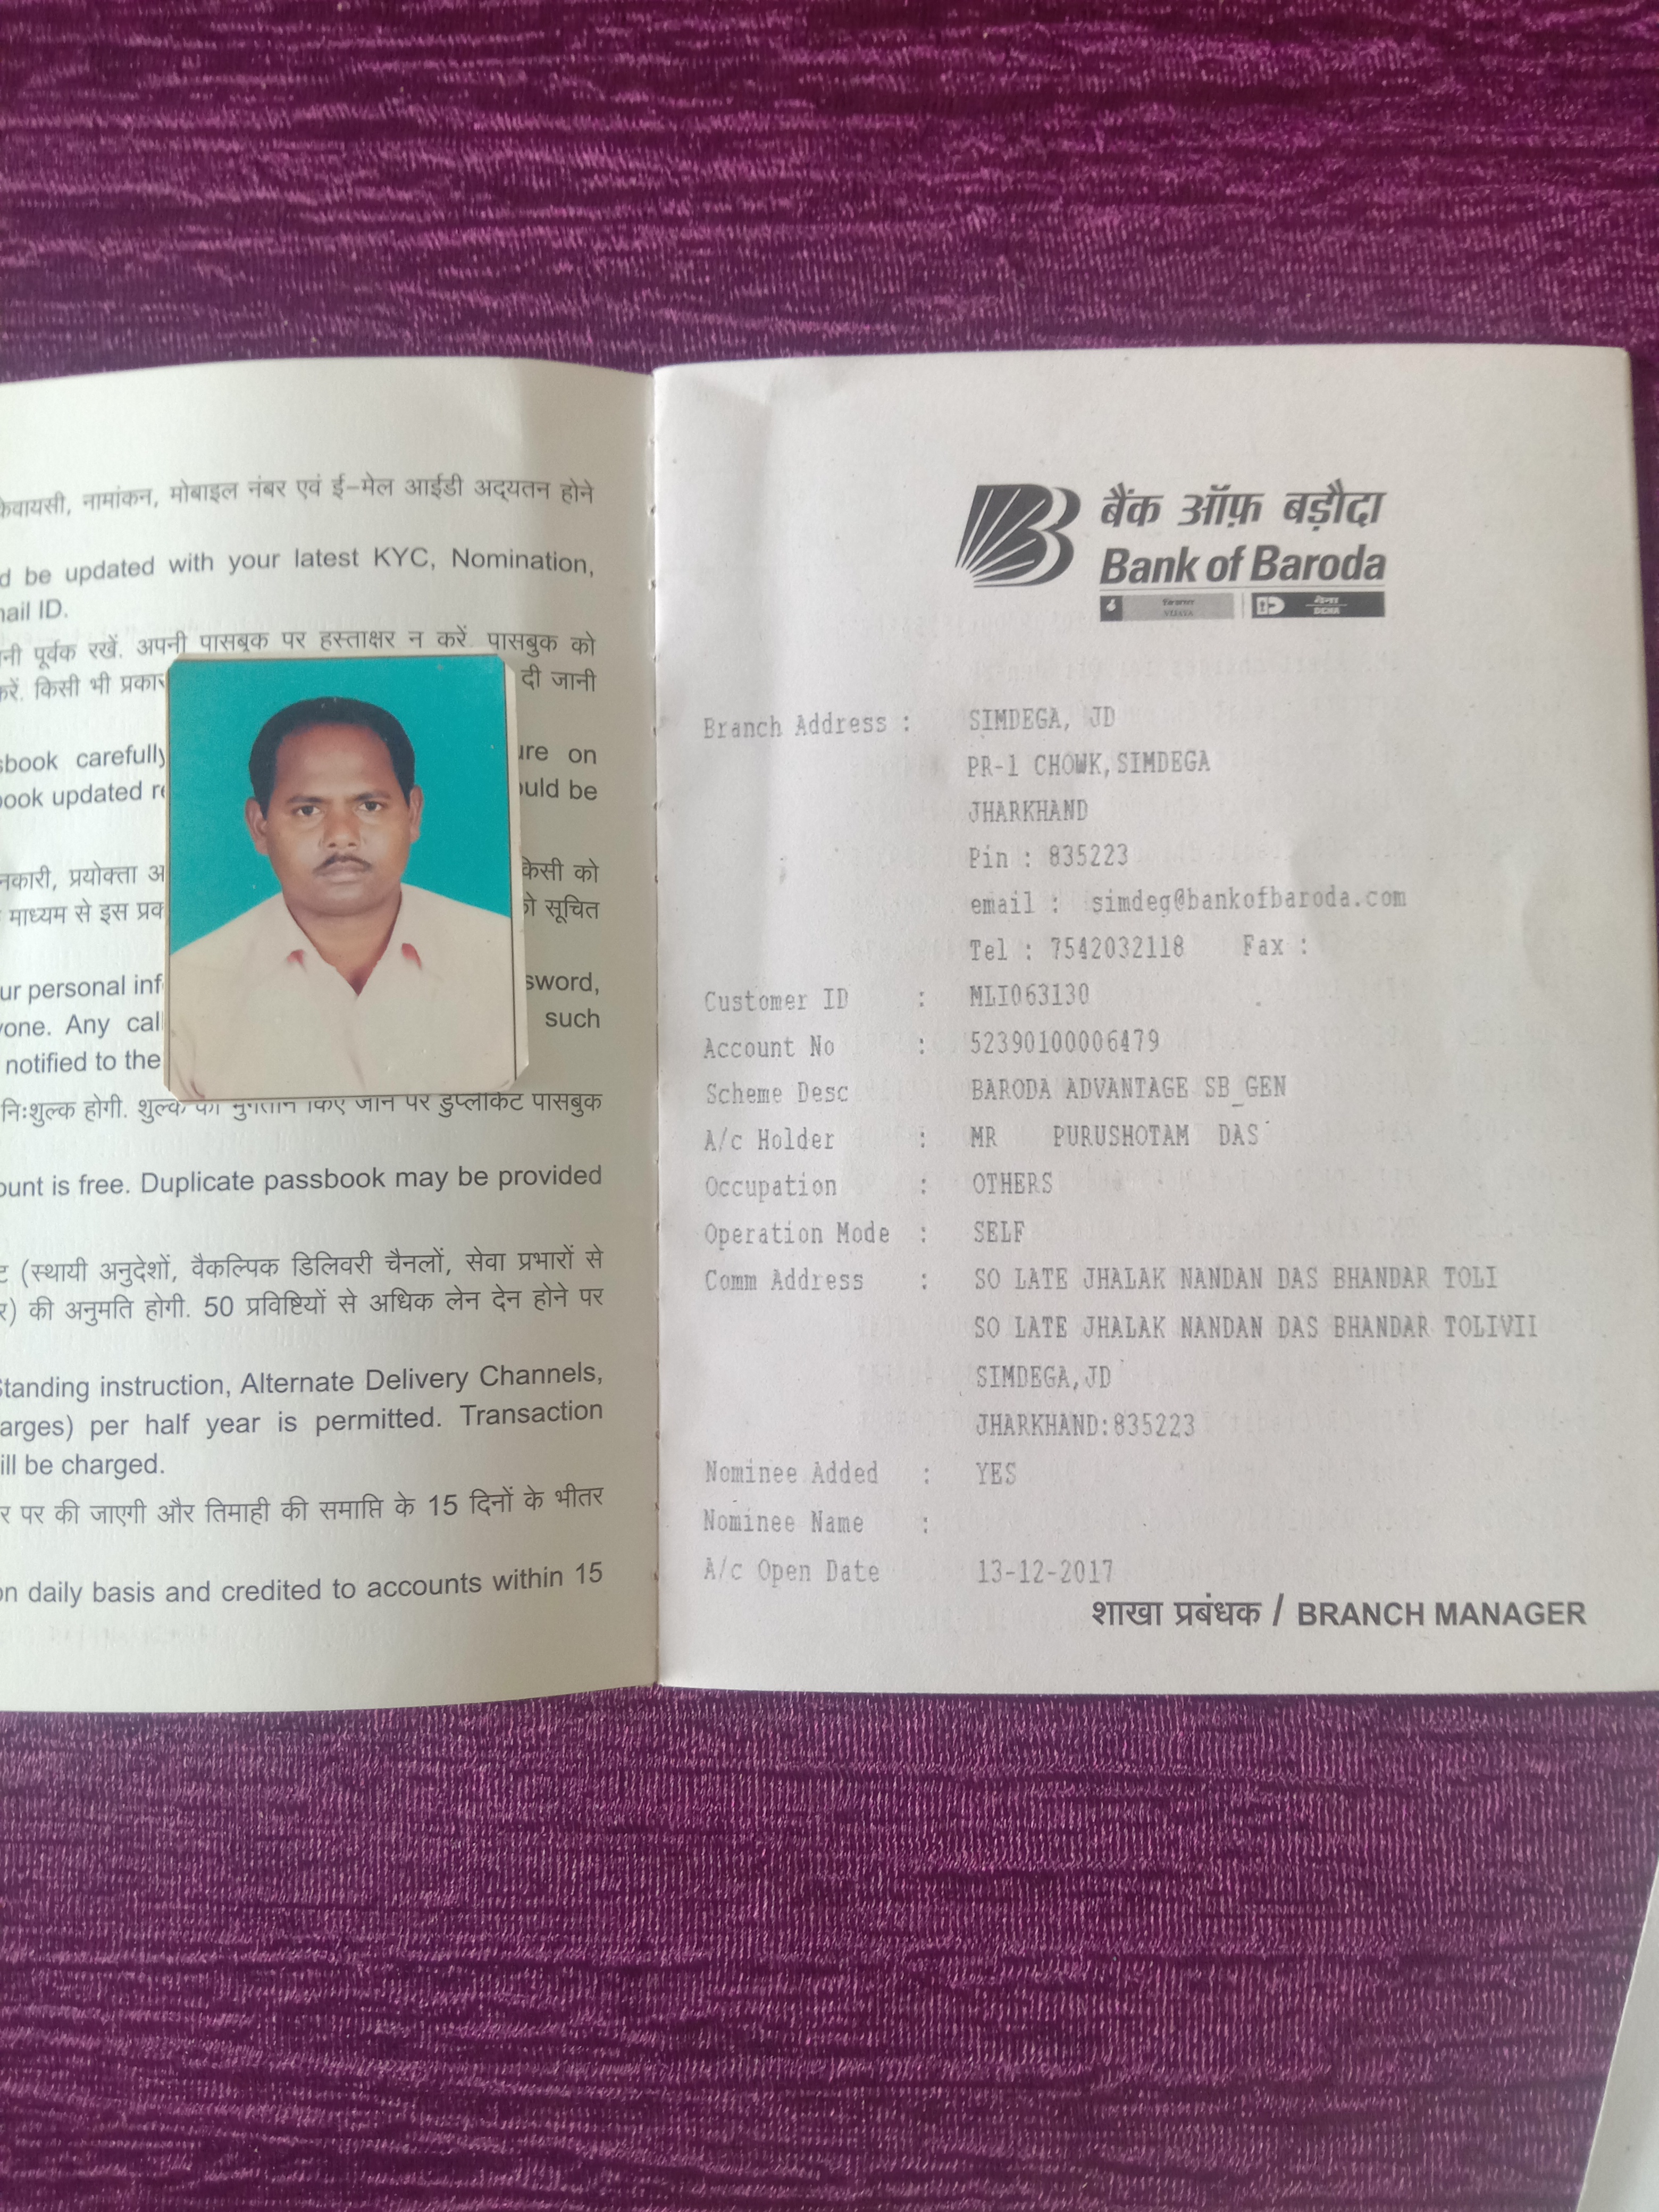 केवायसी, नामांकन, मोबाइल नंबर एवं ई-मेल आईडी अद्यतन होने
d be updated with your latest KYC, Nomination,
nail ID.
नी पूर्वक रखें. अपनी पासबुक पर हस्ताक्षर न करें. पासबुक को
करें. किसी भी प्रकार दी जानी
sbook carefully ure on
ook updated re ould be
नकारी, प्रयोक्ता अ किसी को
माध्यम से इस प्रक को सूचित
ur personal inf sword,
yone. Any call such
notified to the
निःशुल्क होगी. शुल्क का भुगतान किए जाने पर डुप्लीकेट पासबुक
ount is free. Duplicate passbook may be provided
ट (स्थायी अनुदेशों, वैकल्पिक डिलिवरी चैनलों, सेवा प्रभारों से
र) की अनुमति होगी. 50 प्रविष्टियों से अधिक लेन देन होने पर
Standing instruction, Alternate Delivery Channels,
arges) per half year is permitted. Transaction
ill be charged.
र पर की जाएगी और तिमाही की समाप्ति के 15 दिनों के भीतर
on daily basis and credited to accounts within 15
बैंक ऑफ़ बड़ौदा
Bank of Baroda
विजया VIJAYA देना DENA
Branch Address : SIMDEGA, JD
PR-1 CHOWK,SIMDEGA
JHARKHAND
Pin : 835223
email : simdeg@bankofbaroda.com
Tel : 7542032118 Fax :
Customer ID : MLI063130
Account No : 52390100006479
Scheme Desc : BARODA ADVANTAGE SB_GEN
A/c Holder : MR PURUSHOTAM DAS
Occupation : OTHERS
Operation Mode : SELF
Comm Address : SO LATE JHALAK NANDAN DAS BHANDAR TOLI
SO LATE JHALAK NANDAN DAS BHANDAR TOLIVII
SIMDEGA,JD
JHARKHAND:835223
Nominee Added : YES
Nominee Name :
A/c Open Date 13-12-2017
शाखा प्रबंधक / BRANCH MANAGER